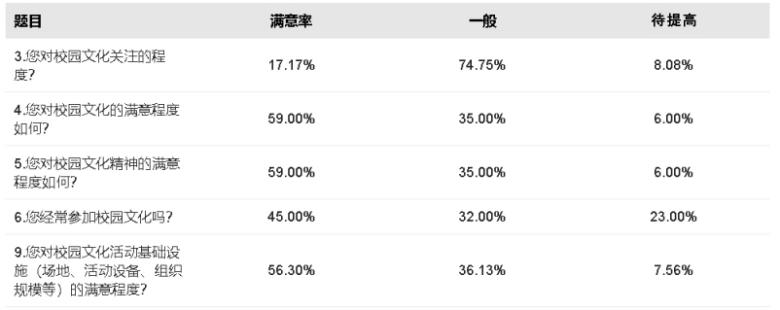 题目 满意率 一般 待提高
3.您对校园文化关注的程
度?
17.17% 74.75% 8.08%
4.您对校园文化的满意程度
如何?
59.00% 35.00% 6.00%
5.您对校园文化精神的满意
程度如何?
59.00% 35.00% 6.00%
6.您经常参加校园文化吗? 45.00% 32.00% 23.00%
9.您对校园文化活动基础设
施（场地、活动设备、组织
规模等）的满意程度?
56.30% 36.13% 7.56%